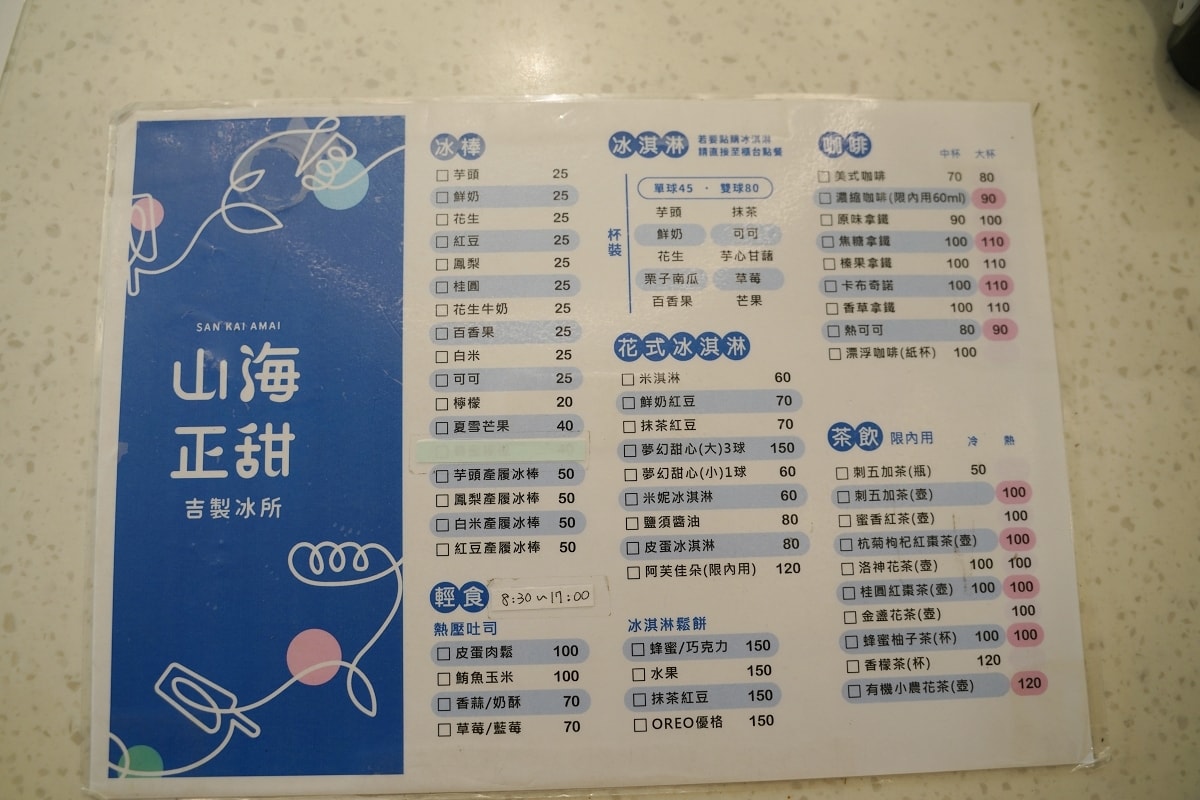 SAN KAI AMAI
山海
正甜
吉製冰所
冰棒
芋頭 25
鮮奶 25
花生 25
紅豆 25
鳳梨 25
桂圓 25
花生牛奶 25
百香果 25
白米 25
可可 25
檸檬 20
夏雪芒果 40
芋頭產履冰棒 50
鳳梨產履冰棒 50
白米產履冰棒 50
紅豆產履冰棒 50
輕食 8:30~17:00
熱壓吐司
皮蛋肉鬆 100
鮪魚玉米 100
香蒜/奶酥 70
草莓/藍莓 70
冰淇淋
若要點購冰淇淋
請直接至櫃台點餐
杯裝
單球45 · 雙球80
芋頭 抹茶
鮮奶 可可
花生 芋心甘藷
栗子南瓜 草莓
百香果 芒果
花式冰淇淋
米淇淋 60
鮮奶紅豆 70
抹茶紅豆 70
夢幻甜心(大)3球 150
夢幻甜心(小)1球 60
米妮冰淇淋 60
鹽須醬油 80
皮蛋冰淇淋 80
阿芙佳朵(限內用) 120
冰淇淋鬆餅
蜂蜜/巧克力 150
水果 150
抹茶紅豆 150
OREO優格 150
咖啡 中杯 大杯
美式咖啡 70 80
濃縮咖啡(限內用60ml) 90
原味拿鐵 90 100
焦糖拿鐵 100 110
榛果拿鐵 100 110
卡布奇諾 100 110
香草拿鐵 100 110
熱可可 80 90
漂浮咖啡(紙杯) 100
茶飲 限內用 冷 熱
刺五加茶(瓶) 50
刺五加茶(壺) 100
蜜香紅茶(壺) 100
杭菊枸杞紅棗茶(壺) 100
洛神花茶(壺) 100 100
桂圓紅棗茶(壺) 100 100
金盞花茶(壺) 100
蜂蜜柚子茶(杯) 100 100
香檬茶(杯) 120
有機小農花茶(壺) 120